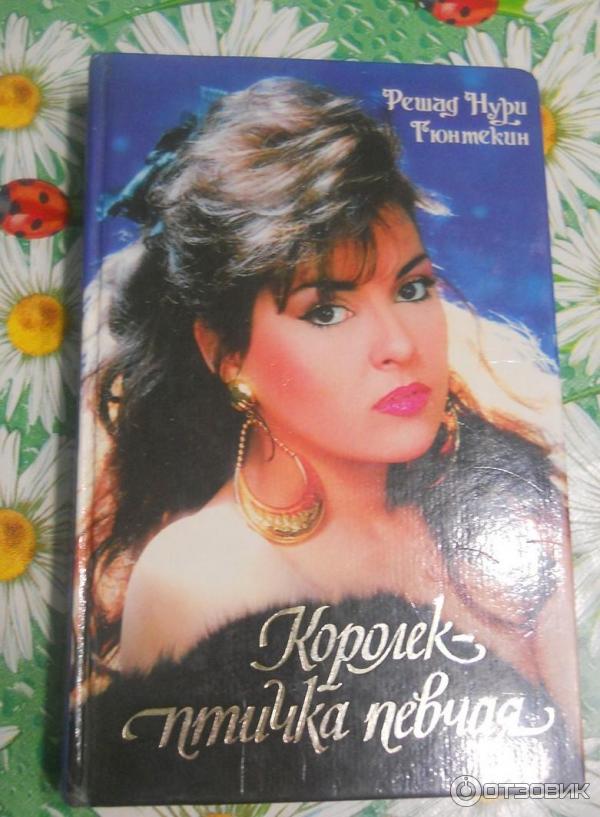 Решад Нури
Гюнтекин
Королек-
птичка певчая
ОТЗОВИК